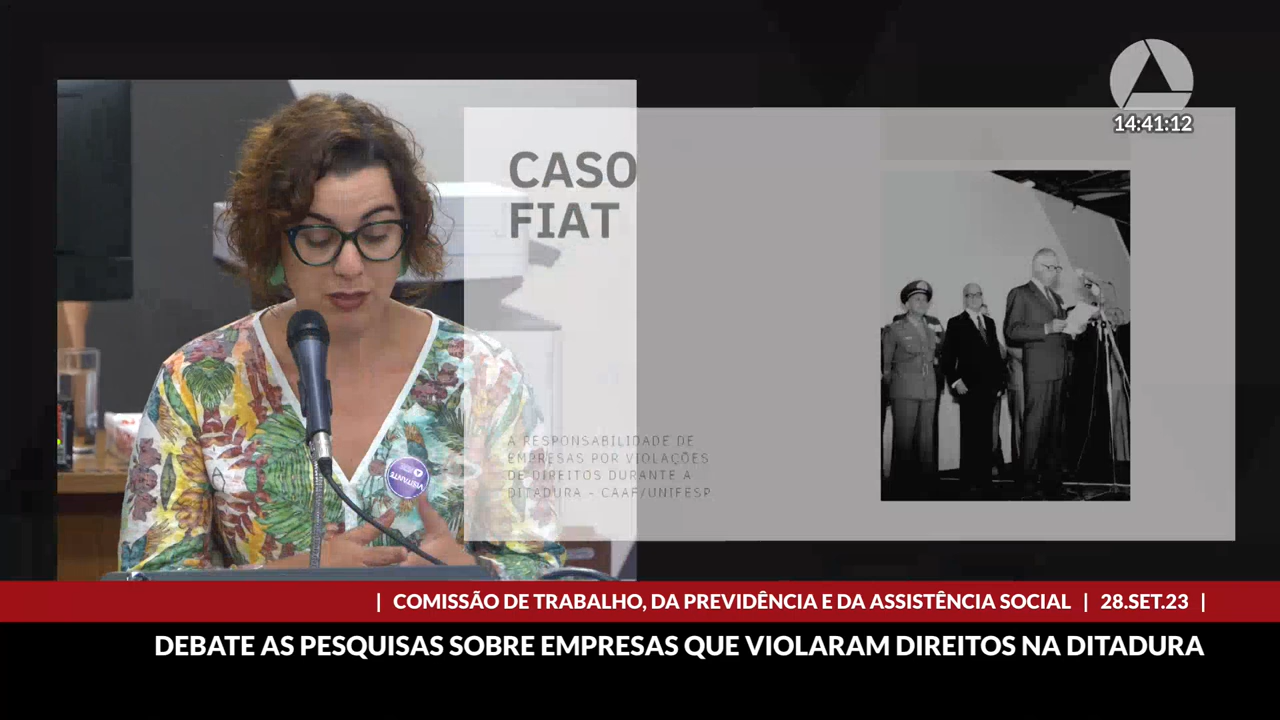 14:41:12
CASO
FIAT
A RESPONSABILIDADE DE
EMPRESAS POR VIOLAÇÕES
DE DIREITOS DURANTE A
DITADURA - CAAF/UNIFESP
VISITANTE
| COMISSÃO DE TRABALHO, DA PREVIDÊNCIA E DA ASSISTÊNCIA SOCIAL | 28.SET.23 |
DEBATE AS PESQUISAS SOBRE EMPRESAS QUE VIOLARAM DIREITOS NA DITADURA